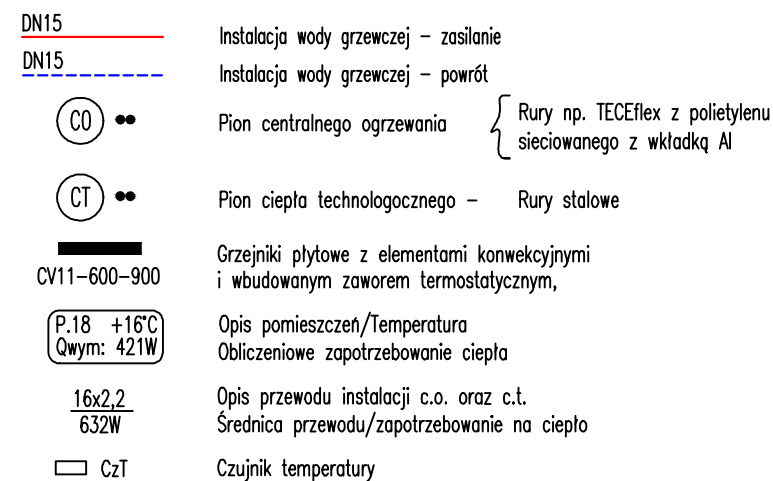 DN15
Instalacja wody grzewczej – zasilanie
DN15
Instalacja wody grzewczej – powrót
CO
Pion centralnego ogrzewania
Rury np. TECEflex z polietylenu
sieciowanego z wkładką Al
CT
Pion ciepła technologocznego –
Rury stalowe
CV11–600–900
Grzejniki płytowe z elementami konwekcyjnymi
i wbudowanym zaworem termostatycznym,
P.18 +16°C
Qwym: 421W
Opis pomieszczeń/Temperatura
Obliczeniowe zapotrzebowanie ciepła
16x2,2
632W
Opis przewodu instalacji c.o. oraz c.t.
Średnica przewodu/zapotrzebowanie na ciepło
CzT
Czujnik temperatury